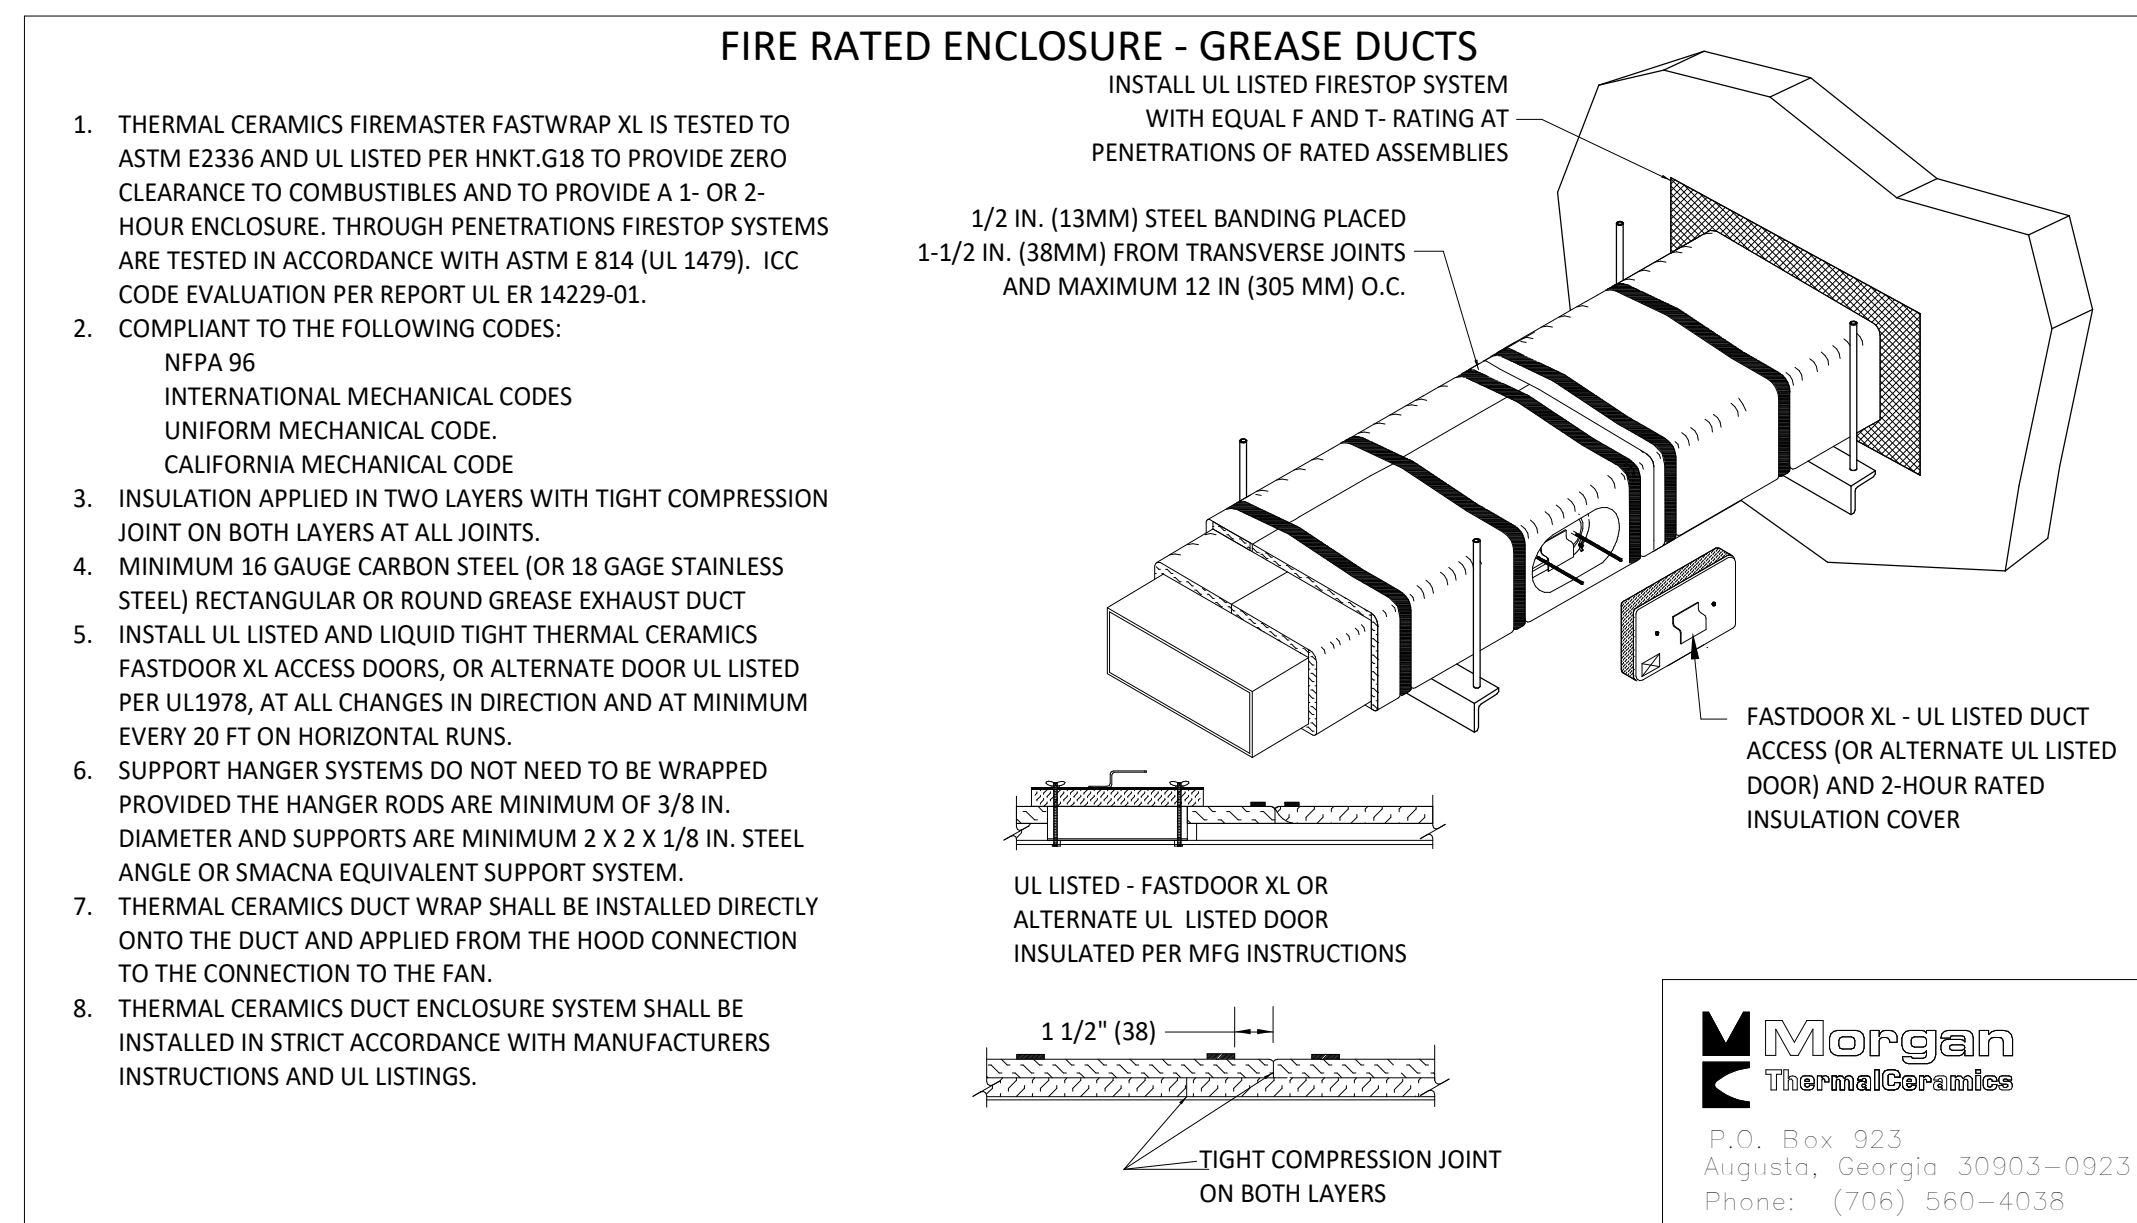 FIRE RATED ENCLOSURE - GREASE DUCTS
1. THERMAL CERAMICS FIREMASTER FASTWRAP XL IS TESTED TO
ASTM E2336 AND UL LISTED PER HNKT.G18 TO PROVIDE ZERO
CLEARANCE TO COMBUSTIBLES AND TO PROVIDE A 1- OR 2-
HOUR ENCLOSURE. THROUGH PENETRATIONS FIRESTOP SYSTEMS
ARE TESTED IN ACCORDANCE WITH ASTM E 814 (UL 1479). ICC
CODE EVALUATION PER REPORT UL ER 14229-01.
2. COMPLIANT TO THE FOLLOWING CODES:
NFPA 96
INTERNATIONAL MECHANICAL CODES
UNIFORM MECHANICAL CODE.
CALIFORNIA MECHANICAL CODE
3. INSULATION APPLIED IN TWO LAYERS WITH TIGHT COMPRESSION
JOINT ON BOTH LAYERS AT ALL JOINTS.
4. MINIMUM 16 GAUGE CARBON STEEL (OR 18 GAGE STAINLESS
STEEL) RECTANGULAR OR ROUND GREASE EXHAUST DUCT
5. INSTALL UL LISTED AND LIQUID TIGHT THERMAL CERAMICS
FASTDOOR XL ACCESS DOORS, OR ALTERNATE DOOR UL LISTED
PER UL1978, AT ALL CHANGES IN DIRECTION AND AT MINIMUM
EVERY 20 FT ON HORIZONTAL RUNS.
6. SUPPORT HANGER SYSTEMS DO NOT NEED TO BE WRAPPED
PROVIDED THE HANGER RODS ARE MINIMUM OF 3/8 IN.
DIAMETER AND SUPPORTS ARE MINIMUM 2 X 2 X 1/8 IN. STEEL
ANGLE OR SMACNA EQUIVALENT SUPPORT SYSTEM.
7. THERMAL CERAMICS DUCT WRAP SHALL BE INSTALLED DIRECTLY
ONTO THE DUCT AND APPLIED FROM THE HOOD CONNECTION
TO THE CONNECTION TO THE FAN.
8. THERMAL CERAMICS DUCT ENCLOSURE SYSTEM SHALL BE
INSTALLED IN STRICT ACCORDANCE WITH MANUFACTURERS
INSTRUCTIONS AND UL LISTINGS.
INSTALL UL LISTED FIRESTOP SYSTEM
WITH EQUAL F AND T- RATING AT
PENETRATIONS OF RATED ASSEMBLIES
1/2 IN. (13MM) STEEL BANDING PLACED
1-1/2 IN. (38MM) FROM TRANSVERSE JOINTS
AND MAXIMUM 12 IN (305 MM) O.C.
FASTDOOR XL - UL LISTED DUCT
ACCESS (OR ALTERNATE UL LISTED
DOOR) AND 2-HOUR RATED
INSULATION COVER
UL LISTED - FASTDOOR XL OR
ALTERNATE UL LISTED DOOR
INSULATED PER MFG INSTRUCTIONS
1 1/2" (38)
TIGHT COMPRESSION JOINT
ON BOTH LAYERS
Morgan
ThermalCeramics
P.O. Box 923
Augusta, Georgia 30903-0923
Phone: (706) 560-4038